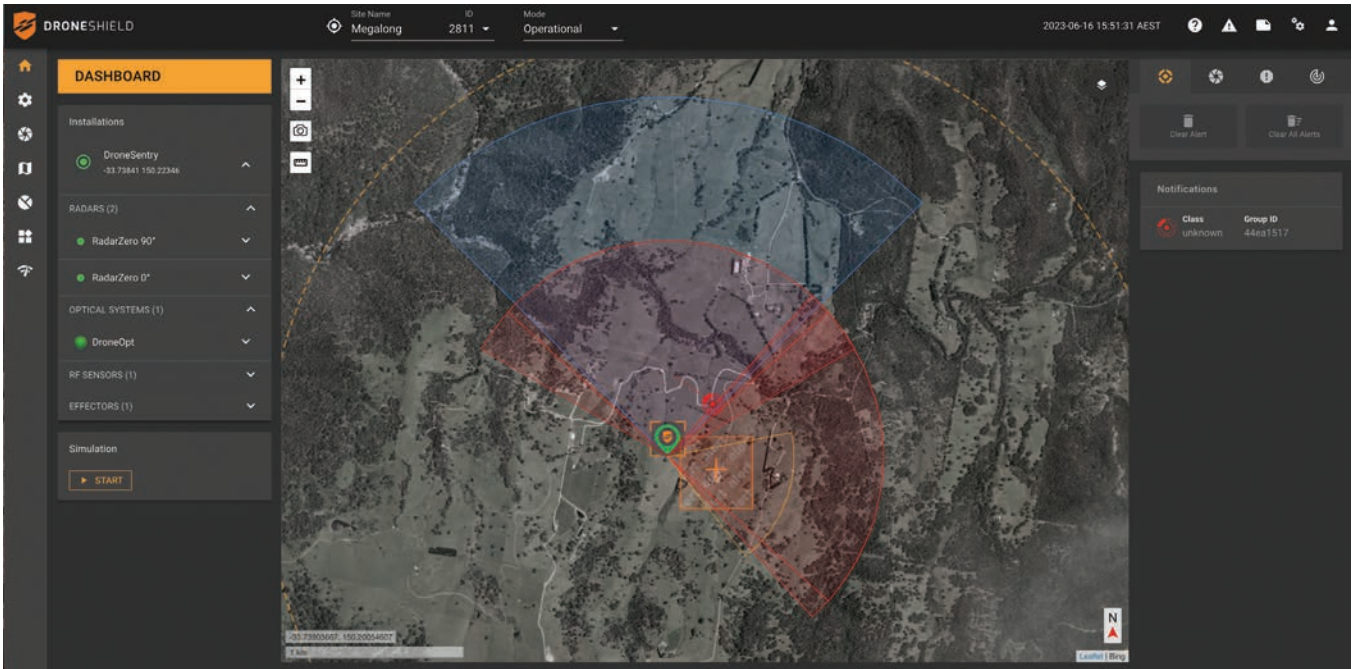 DRONESHIELD
Site Name
Megalong
ID
2811
Mode
Operational
2023-06-16 15:51:31 AEST
DASHBOARD
Installations
DroneSentry
-33.73841 150.22346
RADARS (2)
RadarZero 90°
RadarZero 0°
OPTICAL SYSTEMS (1)
DroneOpt
RF SENSORS (1)
EFFECTORS (1)
Simulation
START
Clear Alert
Clear All Alerts
Notifications
Class
Group ID
unknown
44ea1517
1 km
N
Leaflet | Bing